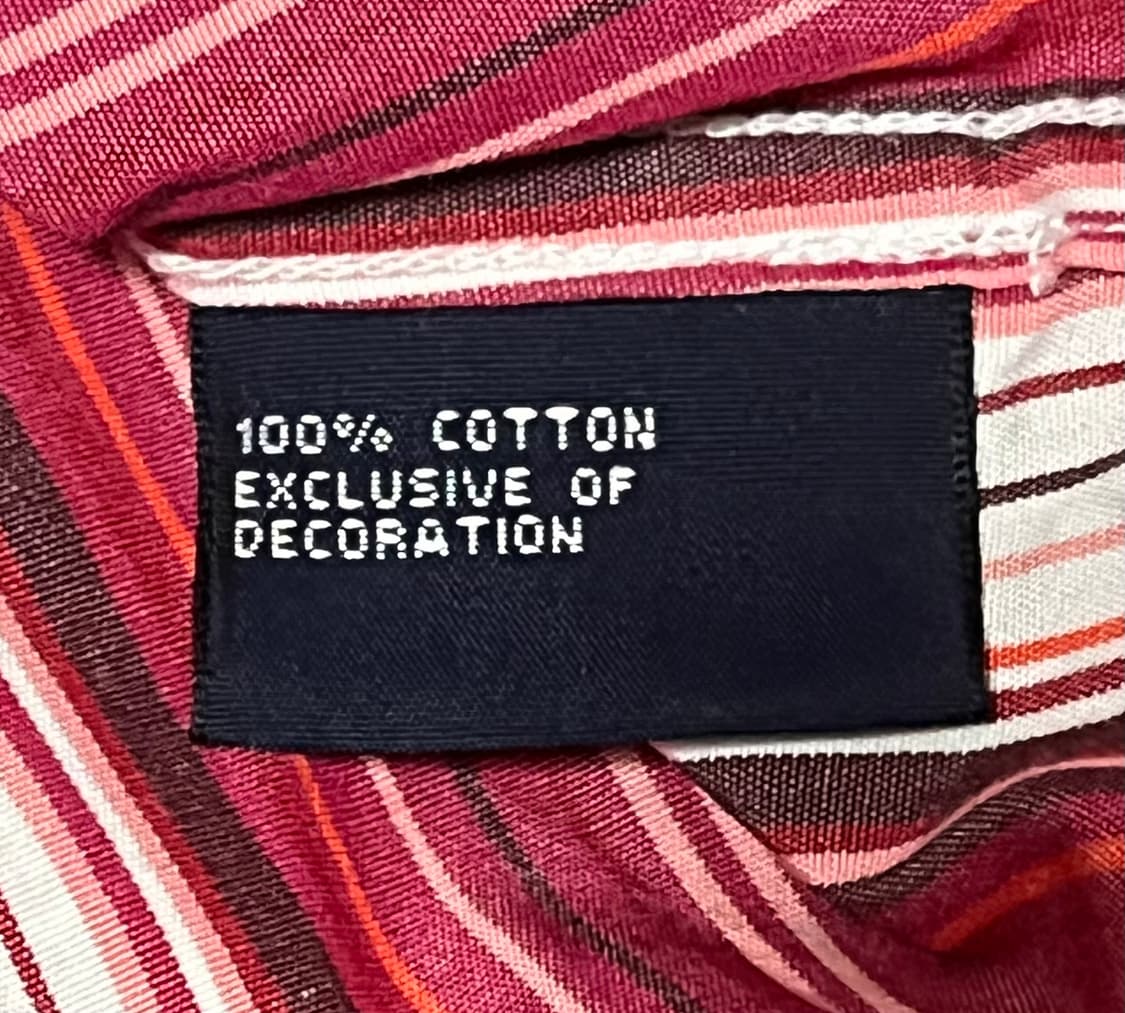 100% COTTON
EXCLUSIVE OF
DECORATION